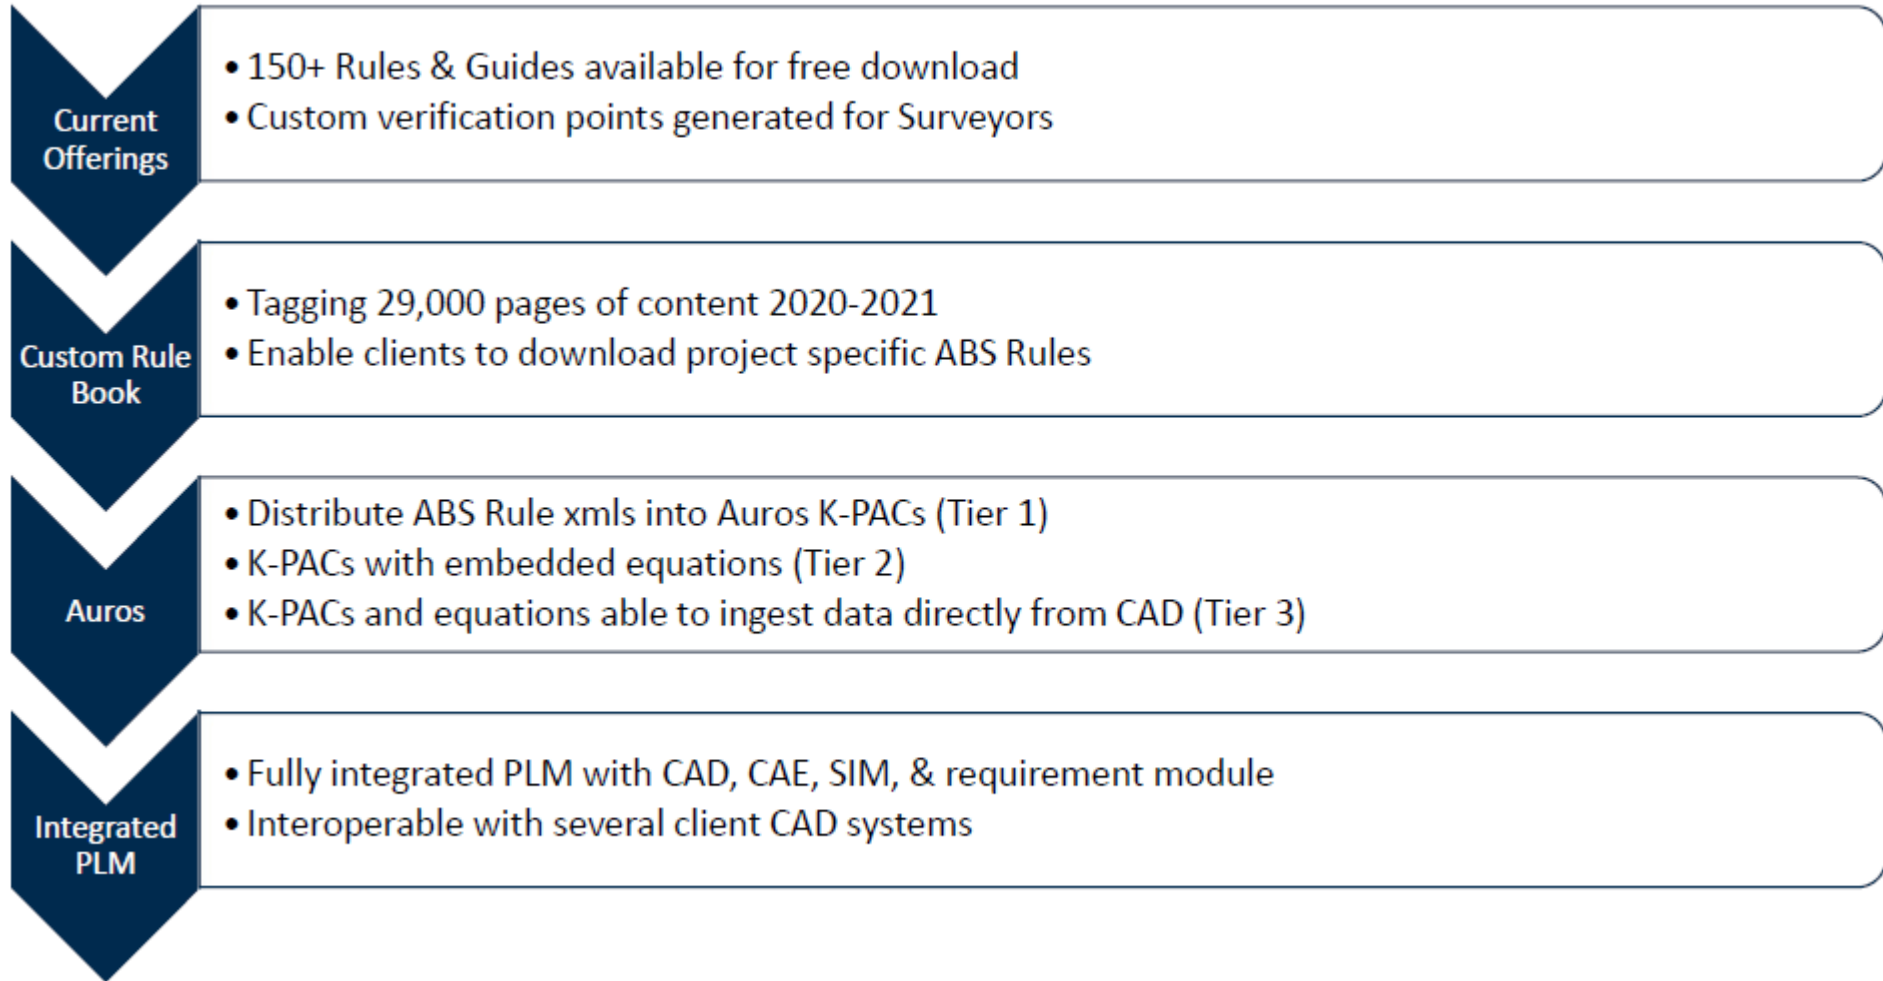 Current
Offerings
• 150+ Rules & Guides available for free download
• Custom verification points generated for Surveyors
Custom Rule
Book
• Tagging 29,000 pages of content 2020-2021
• Enable clients to download project specific ABS Rules
Auros
• Distribute ABS Rule xmls into Auros K-PACs (Tier 1)
• K-PACs with embedded equations (Tier 2)
• K-PACs and equations able to ingest data directly from CAD (Tier 3)
Integrated
PLM
• Fully integrated PLM with CAD, CAE, SIM, & requirement module
• Interoperable with several client CAD systems